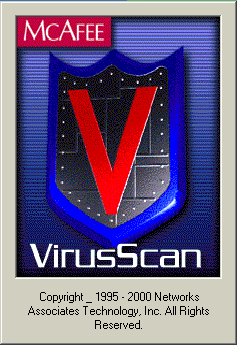 McAFEE
V
VirusScan
Copyright _ 1995 - 2000 Networks
Associates Technology, Inc. All Rights
Reserved.